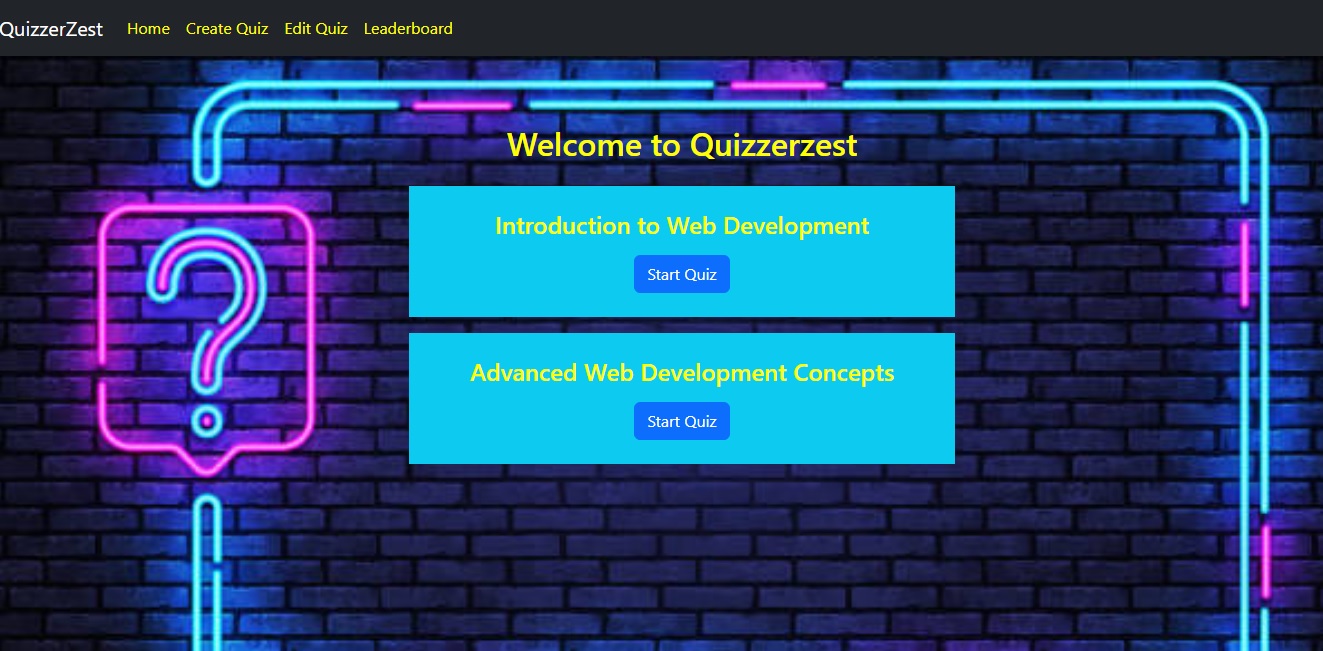 QuizzerZest Home Create Quiz Edit Quiz Leaderboard
Welcome to Quizzerzest
Introduction to Web Development
Start Quiz
Advanced Web Development Concepts
Start Quiz